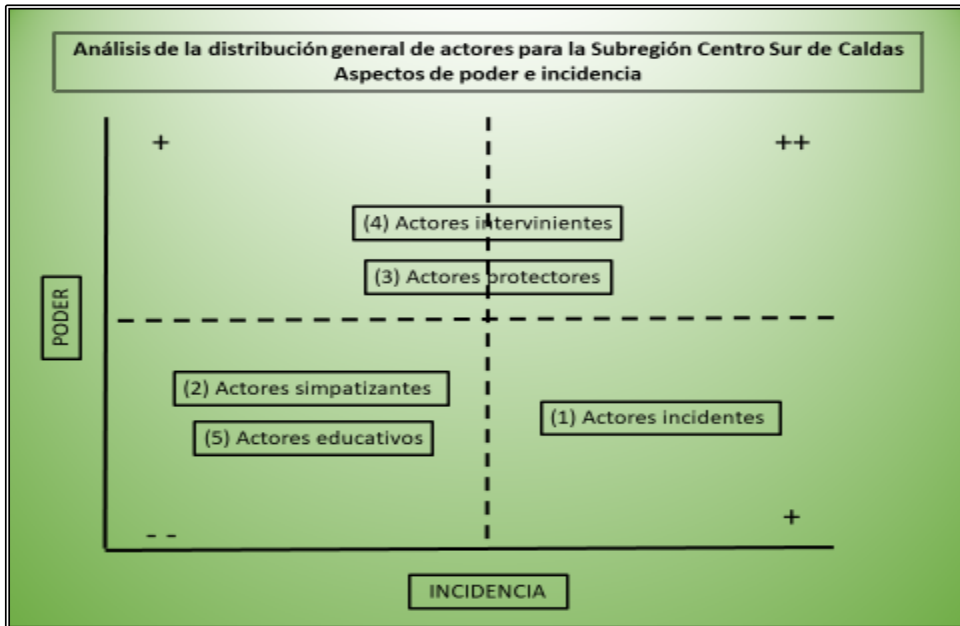 Análisis de la distribución general de actores para la Subregión Centro Sur de Caldas
Aspectos de poder e incidencia
+
++
(4) Actores intervinientes
(3) Actores protectores
PODER
(2) Actores simpatizantes
(1) Actores incidentes
(5) Actores educativos
+
- -
INCIDENCIA